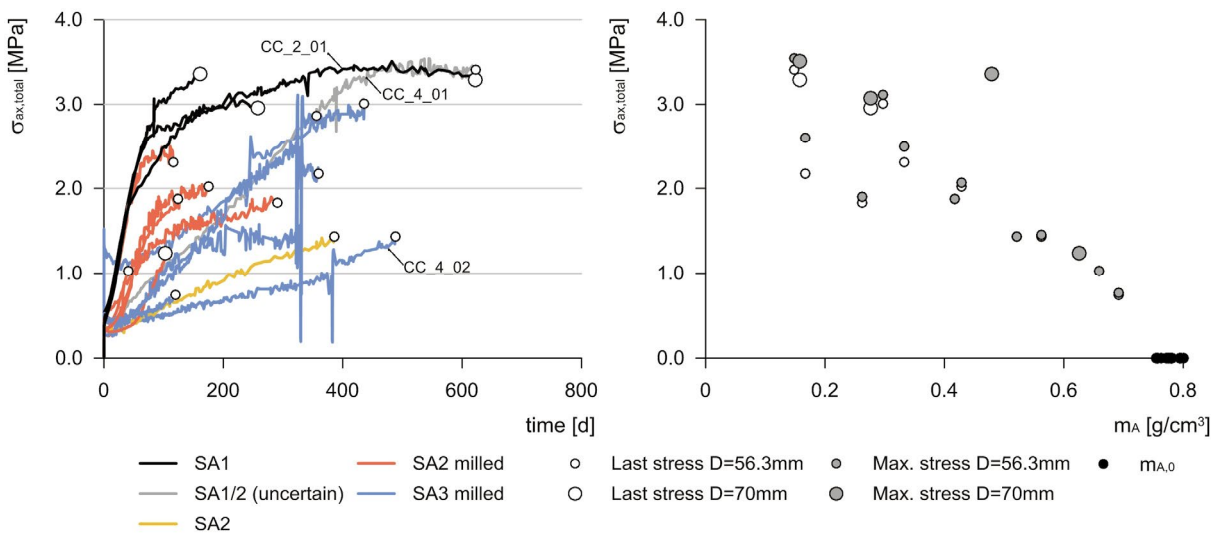 σax,total [MPa]
4.0
3.0
2.0
1.0
0.0
0
200
400
600
800
time [d]
CC_2_01
CC_4_01
CC_4_02
σax,total [MPa]
4.0
3.0
2.0
1.0
0.0
0
0.2
0.4
0.6
0.8
mA [g/cm³]
SA1
SA2 milled
Last stress D=56.3mm
Max. stress D=56.3mm
mA,0
SA1/2 (uncertain)
SA3 milled
Last stress D=70mm
Max. stress D=70mm
SA2